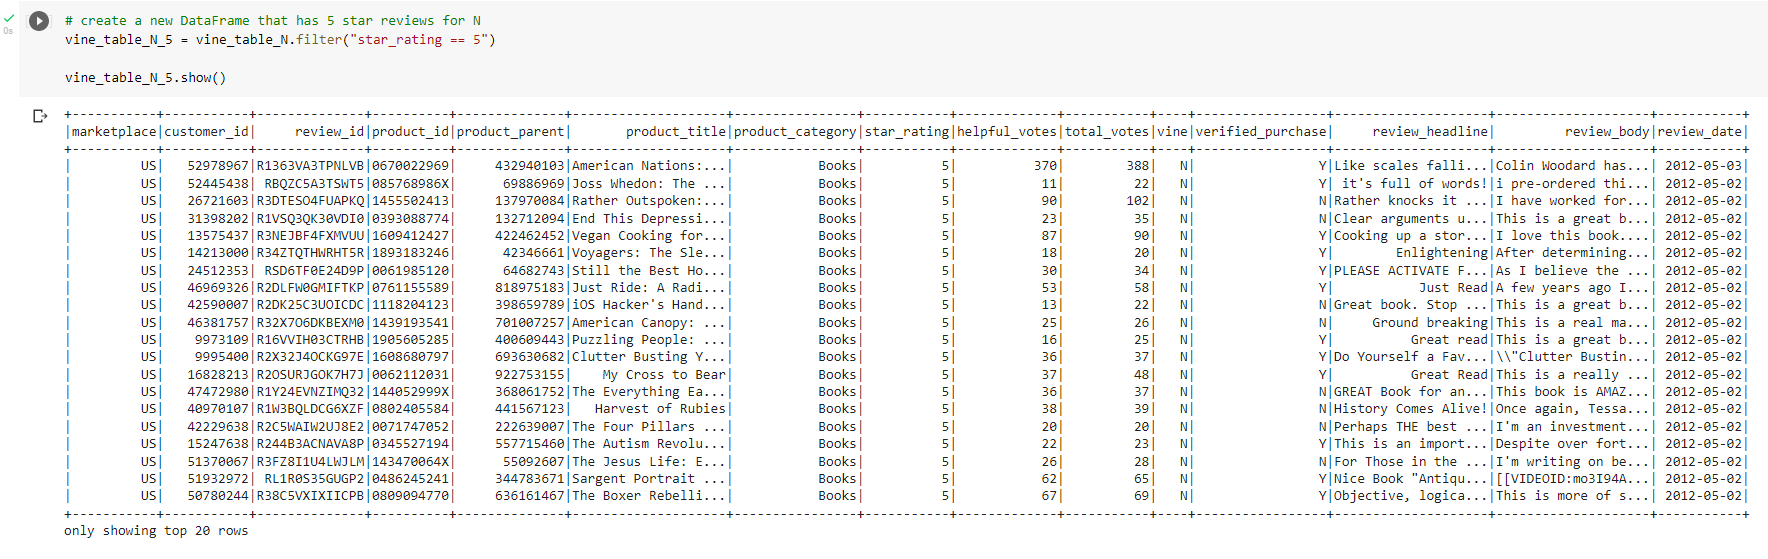 # create a new DataFrame that has 5 star reviews for N
0s
vine_table_N_5 = vine_table_N.filter("star_rating == 5")
vine_table_N_5.show()
+-----------+-----------+--------------+----------+--------------+--------------------+----------------+-----------+-------------+-----------+----+-----------------+--------------------+--------------------+-----------+
|marketplace|customer_id|     review_id|product_id|product_parent|       product_title|product_category|star_rating|helpful_votes|total_votes|vine|verified_purchase|     review_headline|         review_body|review_date|
+-----------+-----------+--------------+----------+--------------+--------------------+----------------+-----------+-------------+-----------+----+-----------------+--------------------+--------------------+-----------+
|         US|   52978967|R1363VA3TPNLVB|0670022969|     432940103|American Nations:...|           Books|          5|          370|        388|   N|                Y|Like scales falli...|Colin Woodard has...| 2012-05-03|
|         US|   52445438| RBQZC5A3TSWT5|085768986X|      69886969|Joss Whedon: The ...|           Books|          5|           11|         22|   N|                Y| it's full of words!|i pre-ordered thi...| 2012-05-02|
|         US|   26721603|R3DTESO4FUAPKQ|1455502413|     137970084|Rather Outspoken:...|           Books|          5|           90|        102|   N|                N|Rather knocks it ...|I have worked for...| 2012-05-02|
|         US|   31398202|R1VSQ3QK30VDI0|0393088774|     132712094|End This Depressi...|           Books|          5|           23|         35|   N|                N|Clear arguments u...|This is a great b...| 2012-05-02|
|         US|   13575437|R3NEJBF4FXMVUU|1609412427|     422462452|Vegan Cooking for...|           Books|          5|           87|         90|   N|                Y|Cooking up a stor...|I love this book....| 2012-05-02|
|         US|   14213000|R34ZTQTHWRHT5R|1893183246|      42346661|Voyagers: The Sle...|           Books|          5|           18|         20|   N|                Y|        Enlightening|After determining...| 2012-05-02|
|         US|   24512353| RSD6TF0E24D9P|0061985120|      64682743|Still the Best Ho...|           Books|          5|           30|         34|   N|                Y|PLEASE ACTIVATE F...|As I believe the ...| 2012-05-02|
|         US|   46969326|R2DLFW0GMIFTKP|0761155589|     818975183|Just Ride: A Radi...|           Books|          5|           53|         58|   N|                Y|           Just Read|A few years ago I...| 2012-05-02|
|         US|   42590007|R2DK25C3UOICDC|1118204123|     398659789|iOS Hacker's Hand...|           Books|          5|           13|         22|   N|                N|Great book. Stop ...|This is a great b...| 2012-05-02|
|         US|   46381757|R32X7O6DKBEXM0|1439193541|     701007257|American Canopy: ...|           Books|          5|           25|         26|   N|                N|     Ground breaking|This is a real ma...| 2012-05-02|
|         US|    9973109|R16VVIH03CTRHB|1905605285|     400609443|Puzzling People: ...|           Books|          5|           16|         25|   N|                Y|          Great read|This is a great b...| 2012-05-02|
|         US|    9995400|R2X32J4OCKG97E|1608680797|     693630682|Clutter Busting Y...|           Books|          5|           36|         37|   N|                Y|Do Yourself a Fav...|\\"Clutter Bustin...| 2012-05-02|
|         US|   16828213|R2OSURJGOK7H7J|0062112031|     922753155|    My Cross to Bear|           Books|          5|           37|         48|   N|                Y|          Great Read|This is a really ...| 2012-05-02|
|         US|   47472980|R1Y24EVNZIMQ32|144052999X|     368061752|The Everything Ea...|           Books|          5|           36|         37|   N|                N|GREAT Book for an...|This book is AMAZ...| 2012-05-02|
|         US|   40970107|R1W3BQLDCG6XZF|0802405584|     441567123|   Harvest of Rubies|           Books|          5|           38|         39|   N|                N|History Comes Alive!|Once again, Tessa...| 2012-05-02|
|         US|   42229638|R2C5WAIW2UJ8E2|0071747052|     222639007|The Four Pillars ...|           Books|          5|           20|         20|   N|                N|Perhaps THE best ...|I'm an investment...| 2012-05-02|
|         US|   15247638|R244B3ACNAVA8P|0345527194|     557715460|The Autism Revolu...|           Books|          5|           22|         23|   N|                Y|This is an import...|Despite over fort...| 2012-05-02|
|         US|   51370067|R3FZ8I1U4LWJLM|143470064X|      55092607|The Jesus Life: E...|           Books|          5|           26|         28|   N|                N|For Those in the ...|I'm writing on be...| 2012-05-02|
|         US|   51932972| RL1R0S35GUGP2|0486245241|     344783671|Sargent Portrait ...|           Books|          5|           62|         65|   N|                Y|Nice Book "Antiqu...|[[VIDEOID:mo3I94A...| 2012-05-02|
|         US|   50780244|R38C5VXIXIICPB|0809094770|     636161467|The Boxer Rebelli...|           Books|          5|           67|         69|   N|                Y|Objective, logica...|This is more of s...| 2012-05-02|
+-----------+-----------+--------------+----------+--------------+--------------------+----------------+-----------+-------------+-----------+----+-----------------+--------------------+--------------------+-----------+
only showing top 20 rows